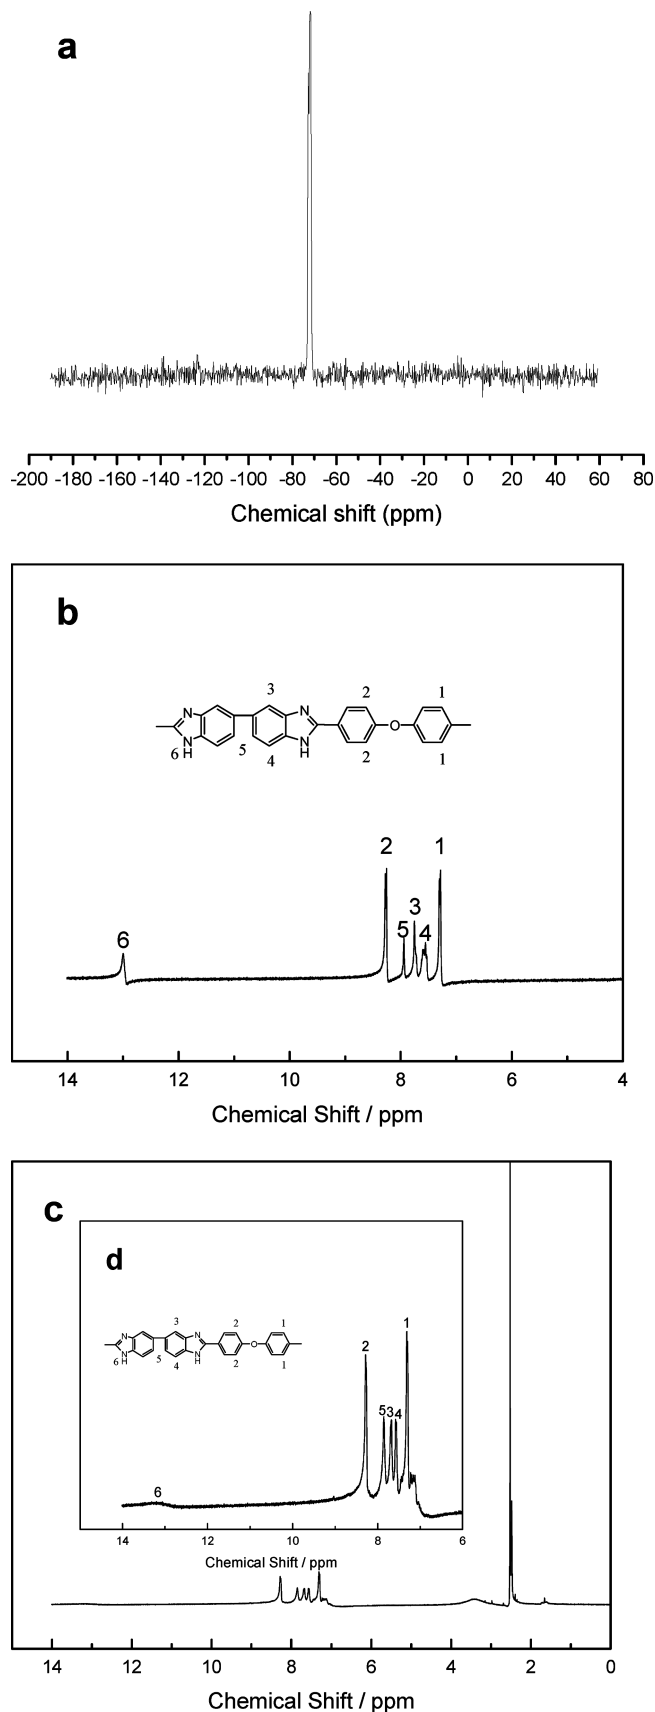 a
-200 -180 -160 -140 -120 -100 -80 -60 -40 -20 0 20 40 60 80
Chemical shift (ppm)
b
3 2 1
N N O
6 N H 5 4 N H 2 1
2 1
3
5 4
6
14 12 10 8 6 4
Chemical Shift / ppm
c
d
3 2 1
N N O
6 N H 5 4 N H 2 1
1
2
5 3 4
6
14 12 10 8 6
Chemical Shift / ppm
14 12 10 8 6 4 2 0
Chemical Shift / ppm